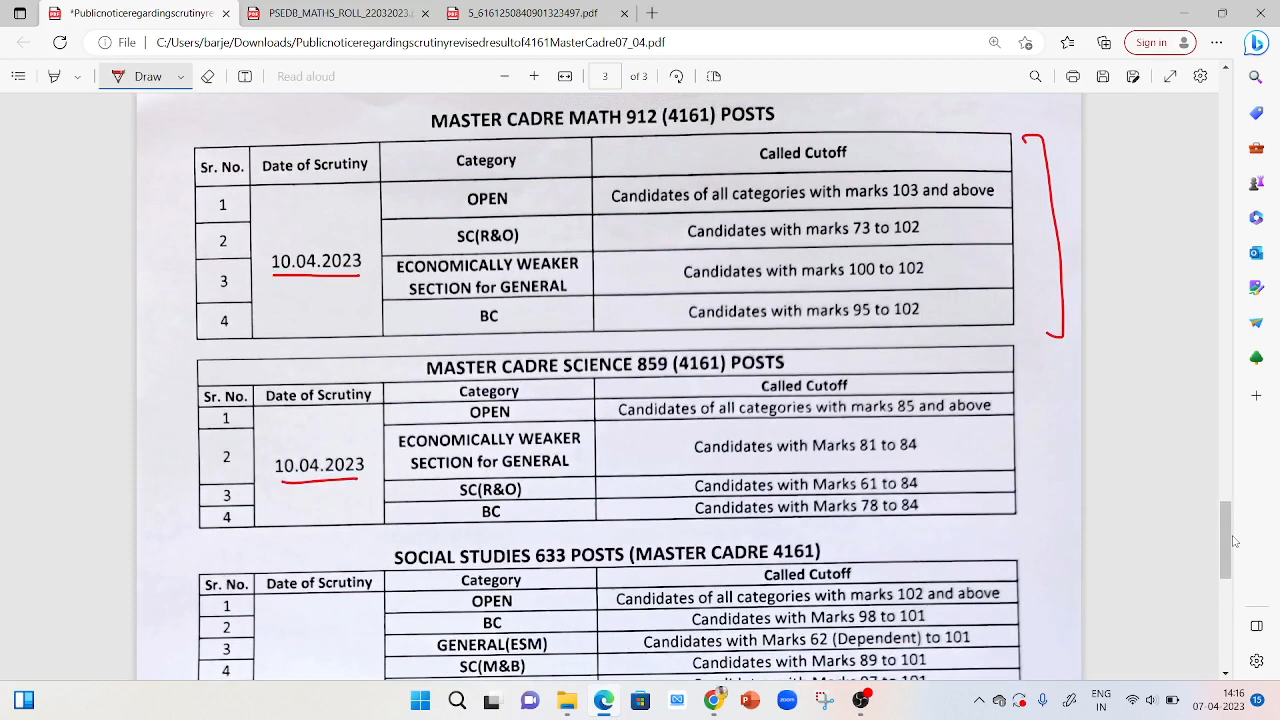 *Publicnoticeregardingscrutinyre
PSEDB_MATHS_ROLL_22032023.c
5_6161250840901323497.pdf
File
C:/Users/barje/Downloads/Publicnoticeregardingscrutinyrevisedresultof4161MasterCadre07_04.pdf
Sign in
Draw
Read aloud
3 of 3
MASTER CADRE MATH 912 (4161) POSTS
Sr. No. Date of Scrutiny Category Called Cutoff
1 OPEN Candidates of all categories with marks 103 and above
2 SC(R&O) Candidates with marks 73 to 102
10.04.2023
3 ECONOMICALLY WEAKER SECTION for GENERAL Candidates with marks 100 to 102
4 BC Candidates with marks 95 to 102
MASTER CADRE SCIENCE 859 (4161) POSTS
Sr. No. Date of Scrutiny Category Called Cutoff
1 OPEN Candidates of all categories with marks 85 and above
2 ECONOMICALLY WEAKER SECTION for GENERAL Candidates with Marks 81 to 84
10.04.2023
3 SC(R&O) Candidates with Marks 61 to 84
4 BC Candidates with Marks 78 to 84
SOCIAL STUDIES 633 POSTS (MASTER CADRE 4161)
Sr. No. Date of Scrutiny Category Called Cutoff
1 OPEN Candidates of all categories with marks 102 and above
2 BC Candidates with Marks 98 to 101
3 GENERAL(ESM) Candidates with Marks 62 (Dependent) to 101
4 SC(M&B) Candidates with Marks 89 to 101
zoom
ENG
IN
14:16
07-04-2023
15